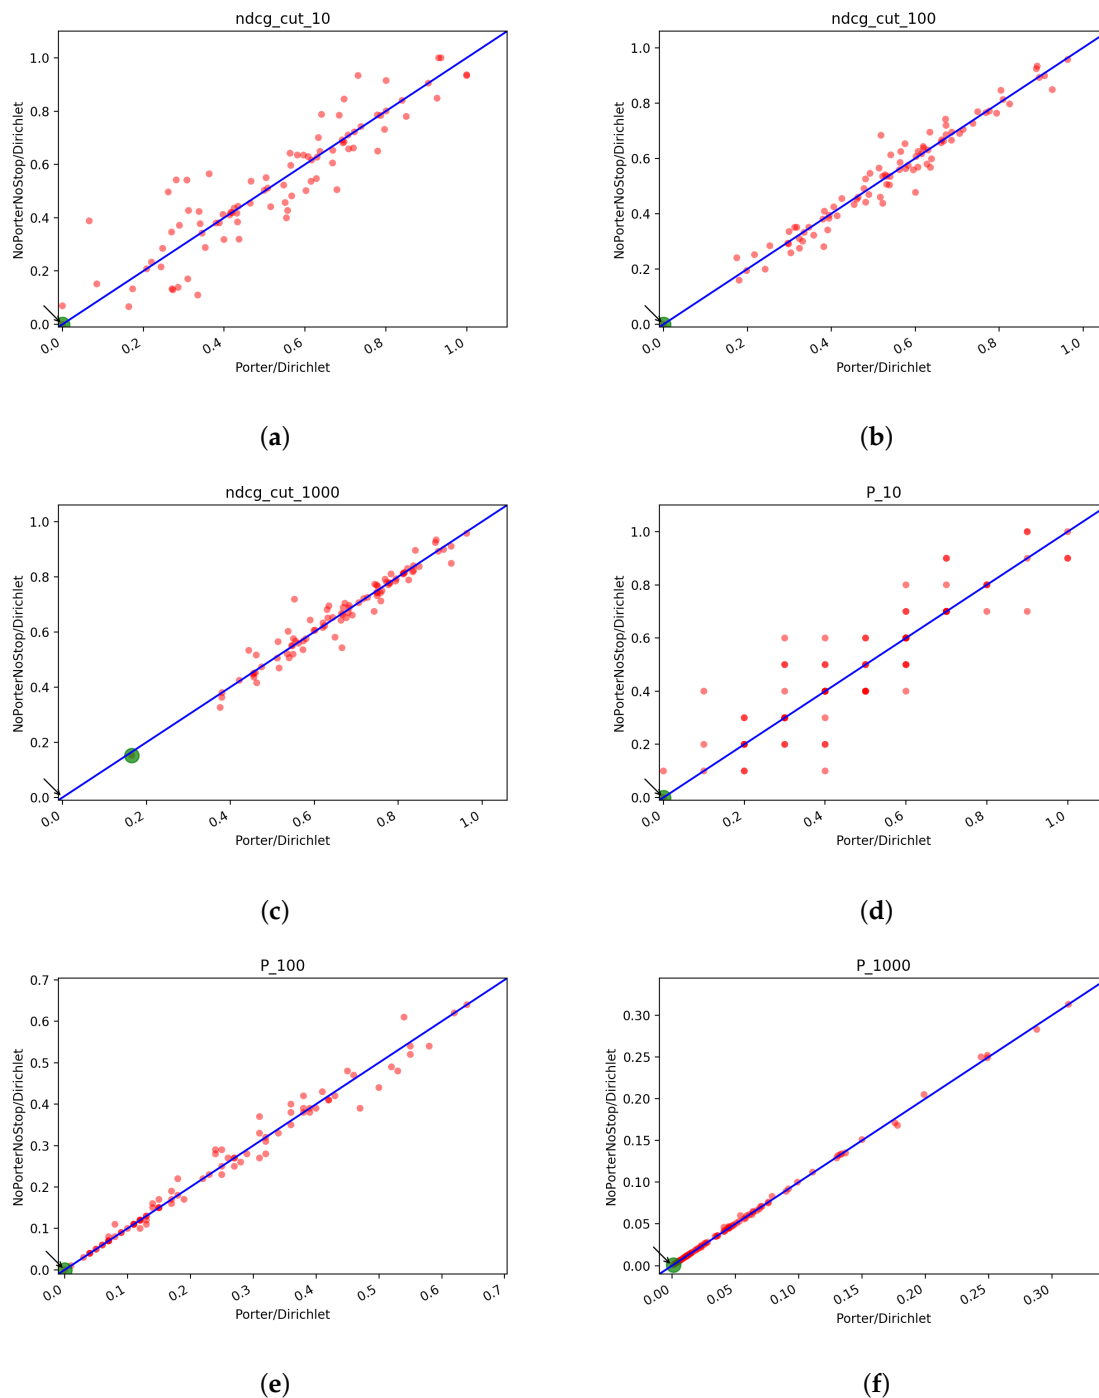 ndcg_cut_10
NoPorterNoStop/Dirichlet
1.0
0.8
0.6
0.4
0.2
0.0
0.0 0.2 0.4 0.6 0.8 1.0
Porter/Dirichlet
(a)
ndcg_cut_100
NoPorterNoStop/Dirichlet
1.0
0.8
0.6
0.4
0.2
0.0
0.0 0.2 0.4 0.6 0.8 1.0
Porter/Dirichlet
(b)
ndcg_cut_1000
NoPorterNoStop/Dirichlet
1.0
0.8
0.6
0.4
0.2
0.0
0.0 0.2 0.4 0.6 0.8 1.0
Porter/Dirichlet
(c)
P_10
NoPorterNoStop/Dirichlet
1.0
0.8
0.6
0.4
0.2
0.0
0.0 0.2 0.4 0.6 0.8 1.0
Porter/Dirichlet
(d)
P_100
NoPorterNoStop/Dirichlet
0.7
0.6
0.5
0.4
0.3
0.2
0.1
0.0
0.0 0.1 0.2 0.3 0.4 0.5 0.6 0.7
Porter/Dirichlet
(e)
P_1000
NoPorterNoStop/Dirichlet
0.30
0.25
0.20
0.15
0.10
0.05
0.00
0.00 0.05 0.10 0.15 0.20 0.25 0.30
Porter/Dirichlet
(f)